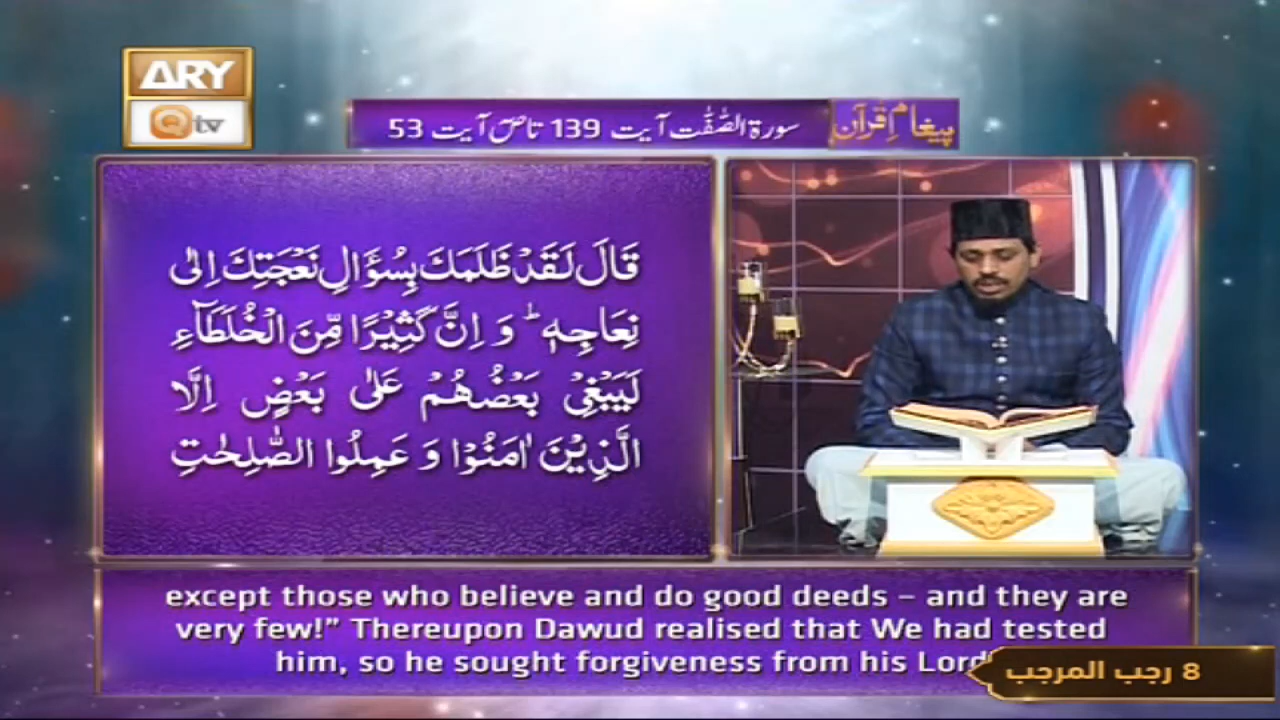 ARY
Qtv
پیغام قرآن
سورۃ الصّٰٓفّٰت آیت 139 تا صٓ آیت 53
قَالَ لَقَدْ ظَلَمَكَ بِسُؤَالِ نَعْجَتِكَ اِلٰى
نِعَاجِهٖ ؕ وَ اِنَّ كَثِیْرًا مِّنَ الْخُلَطَآءِ
لَیَبْغِیْ بَعْضُهُمْ عَلٰى بَعْضٍ اِلَّا
الَّذِیْنَ اٰمَنُوْا وَ عَمِلُوا الصّٰلِحٰتِ
except those who believe and do good deeds – and they are
very few!” Thereupon Dawud realised that We had tested
him, so he sought forgiveness from his Lord
8 رجب المرجب